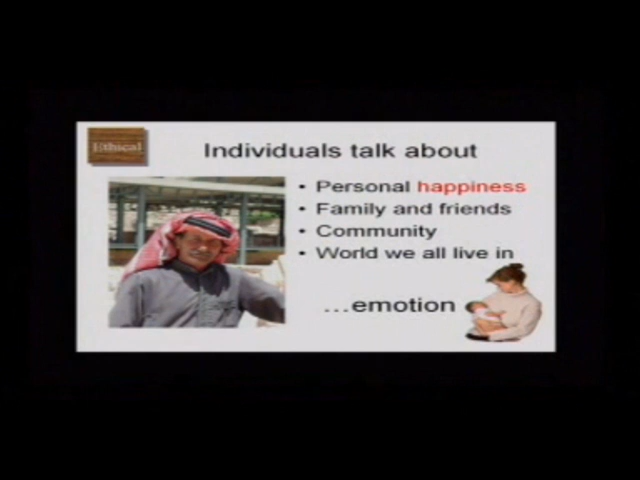 Ethical
Individuals talk about
• Personal happiness
• Family and friends
• Community
• World we all live in
...emotion